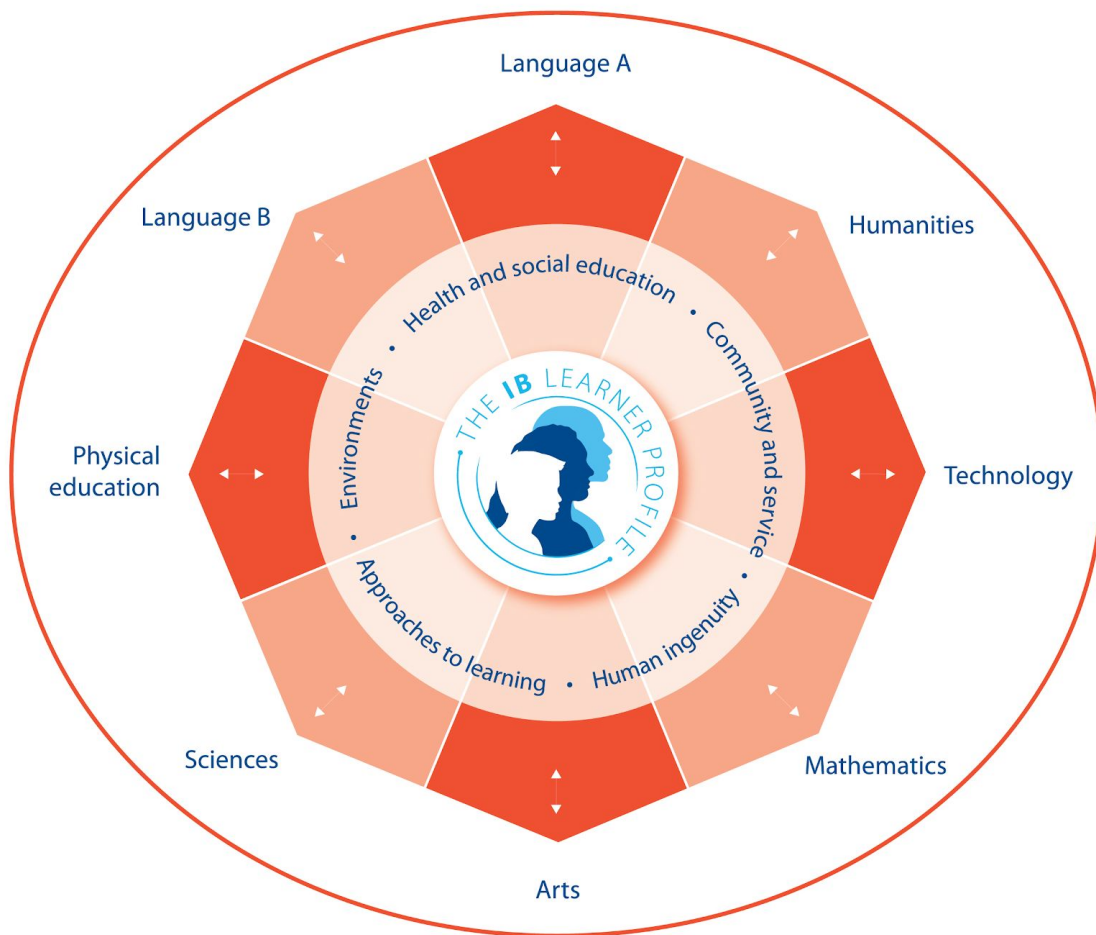 Language A
Language B
Humanities
Health and social education
•
Community and service
•
Environments
•
THE IB LEARNER PROFILE
Physical
education
Technology
Approaches to learning
•
Human ingenuity
•
Sciences
Mathematics
Arts